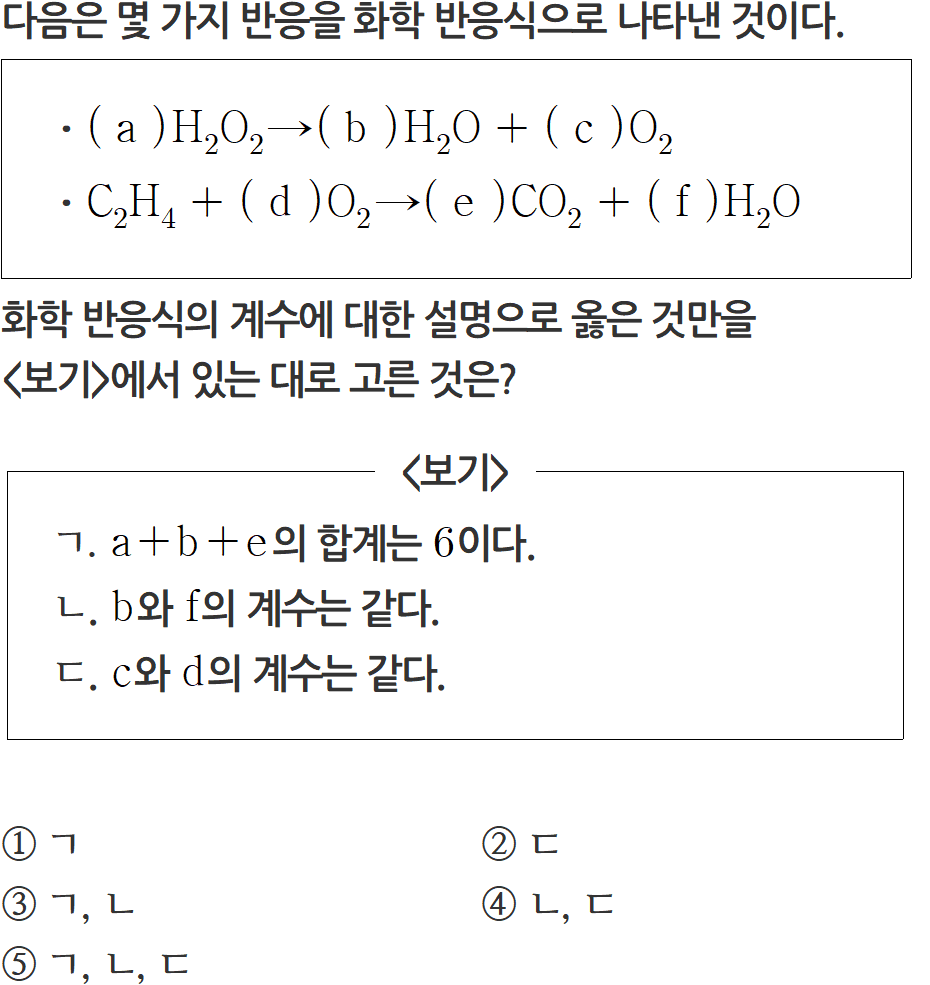 다음은 몇 가지 반응을 화학 반응식으로 나타낸 것이다.
· ( a )H₂O₂→( b )H₂O + ( c )O₂
· C₂H₄ + ( d )O₂→( e )CO₂ + ( f )H₂O
화학 반응식의 계수에 대한 설명으로 옳은 것만을
<보기>에서 있는 대로 고른 것은?
<보기>
ㄱ. a+b+e의 합계는 6이다.
ㄴ. b와 f의 계수는 같다.
ㄷ. c와 d의 계수는 같다.
① ㄱ ② ㄷ
③ ㄱ, ㄴ ④ ㄴ, ㄷ
⑤ ㄱ, ㄴ, ㄷ